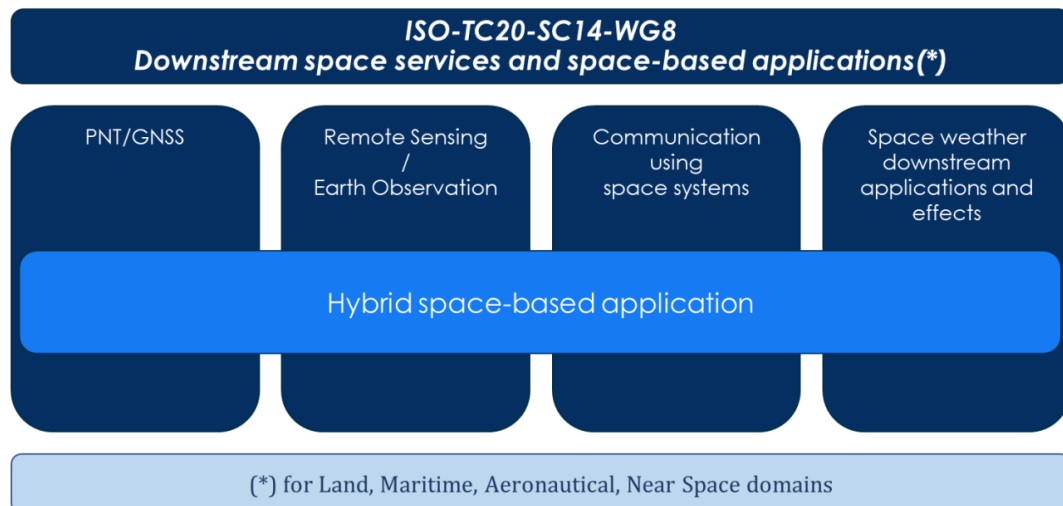 ISO-TC20-SC14-WG8
Downstream space services and space-based applications(*)
PNT/GNSS
Remote Sensing
/
Earth Observation
Communication
using
space systems
Space weather
downstream
applications and
effects
Hybrid space-based application
(*) for Land, Maritime, Aeronautical, Near Space domains